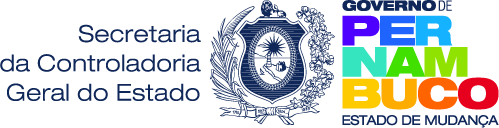 Secretaria
da Controladoria
Geral do Estado
GOVERNO DE
PER
NAM
BUCO
ESTADO DE MUDANÇA